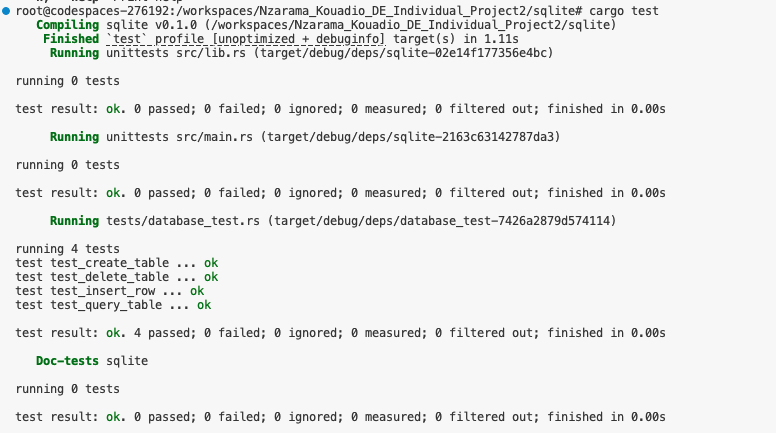 root@codespaces-276192:/workspaces/Nzarama_Kouadio_DE_Individual_Project2/sqlite# cargo test
Compiling sqlite v0.1.0 (/workspaces/Nzarama_Kouadio_DE_Individual_Project2/sqlite)
Finished `test` profile [unoptimized + debuginfo] target(s) in 1.11s
Running unittests src/lib.rs (target/debug/deps/sqlite-02e14f177356e4bc)
running 0 tests
test result: ok. 0 passed; 0 failed; 0 ignored; 0 measured; 0 filtered out; finished in 0.00s
Running unittests src/main.rs (target/debug/deps/sqlite-2163c63142787da3)
running 0 tests
test result: ok. 0 passed; 0 failed; 0 ignored; 0 measured; 0 filtered out; finished in 0.00s
Running tests/database_test.rs (target/debug/deps/database_test-7426a2879d574114)
running 4 tests
test test_create_table ... ok
test test_delete_table ... ok
test test_insert_row ... ok
test test_query_table ... ok
test result: ok. 4 passed; 0 failed; 0 ignored; 0 measured; 0 filtered out; finished in 0.00s
Doc-tests sqlite
running 0 tests
test result: ok. 0 passed; 0 failed; 0 ignored; 0 measured; 0 filtered out; finished in 0.00s